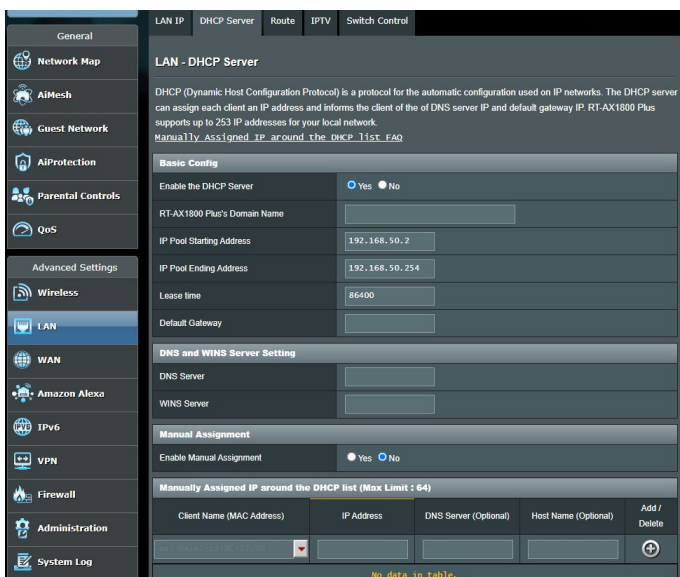 LAN IP DHCP Server Route IPTV Switch Control
General
Network Map
AiMesh
Guest Network
AiProtection
Parental Controls
QoS
Advanced Settings
Wireless
LAN
WAN
Amazon Alexa
IPv6
VPN
Firewall
Administration
System Log
LAN - DHCP Server
DHCP (Dynamic Host Configuration Protocol) is a protocol for the automatic configuration used on IP networks. The DHCP server
can assign each client an IP address and informs the client of the of DNS server IP and default gateway IP. RT-AX1800 Plus
supports up to 253 IP addresses for your local network.
Manually Assigned IP around the DHCP list FAQ
Basic Config
Enable the DHCP Server Yes No
RT-AX1800 Plus's Domain Name
IP Pool Starting Address 192.168.50.2
IP Pool Ending Address 192.168.50.254
Lease time 86400
Default Gateway
DNS and WINS Server Setting
DNS Server
WINS Server
Manual Assignment
Enable Manual Assignment Yes No
Manually Assigned IP around the DHCP list (Max Limit : 64)
Client Name (MAC Address) IP Address DNS Server (Optional) Host Name (Optional) Add / Delete
No data in table.